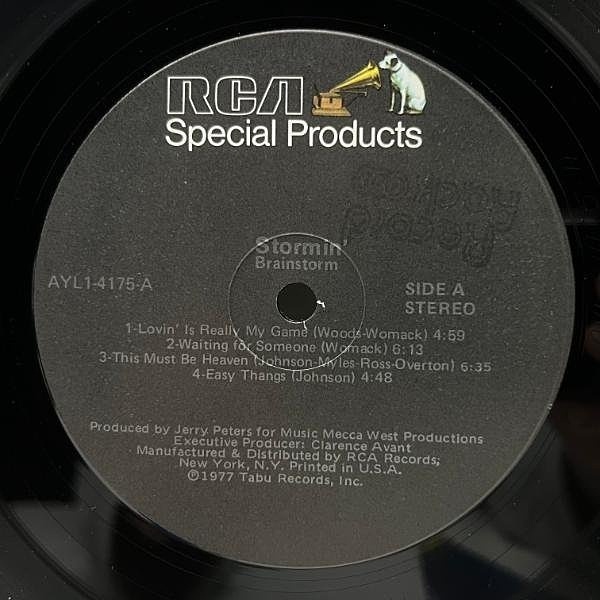 RCA
Special Products
Stormin'
Brainstorm
AYL1-4175-A
SIDE A
STEREO
1-Lovin' Is Really My Game (Woods-Womack) 4:59
2-Waiting for Someone (Womack) 6:13
3-This Must Be Heaven (Johnson-Myles-Ross-Overton) 6:35
4-Easy Thangs (Johnson) 4:48
Produced by Jerry Peters for Music Mecca West Productions
Executive Producer: Clarence Avant
Manufactured & Distributed by RCA Records,
New York, N.Y. Printed in U.S.A.
℗1977 Tabu Records, Inc.